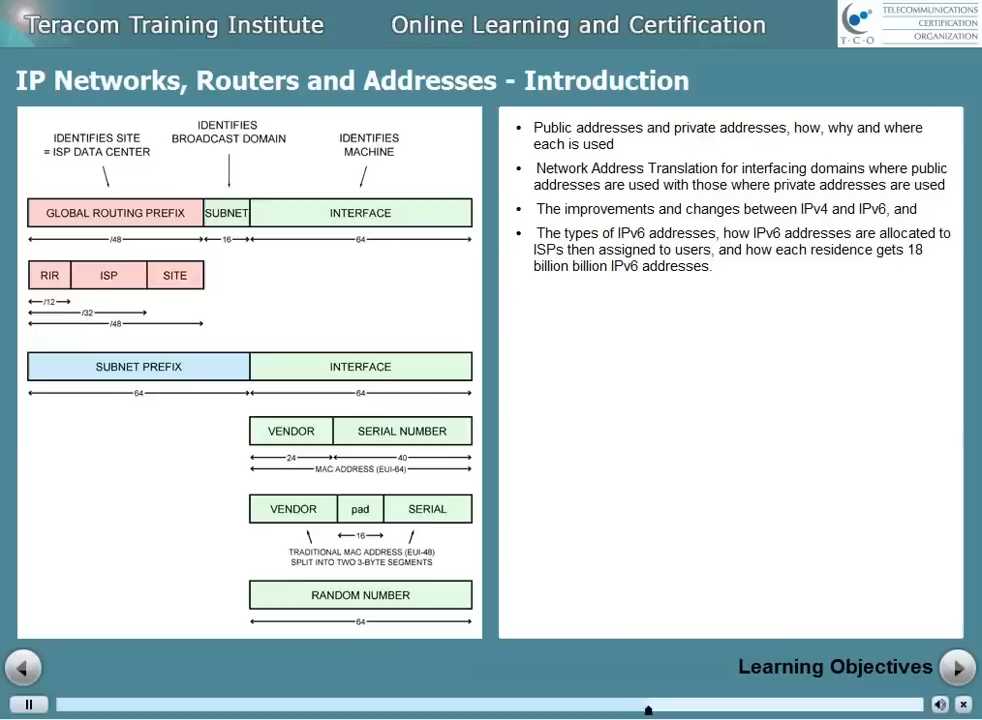 Teracom Training Institute
Online Learning and Certification
TELECOMMUNICATIONS
CERTIFICATION
ORGANIZATION
T-C-O
IP Networks, Routers and Addresses - Introduction
IDENTIFIES SITE
= ISP DATA CENTER
IDENTIFIES
BROADCAST DOMAIN
IDENTIFIES
MACHINE
GLOBAL ROUTING PREFIX
SUBNET
INTERFACE
/48
16
64
RIR
ISP
SITE
/12
/32
/48
SUBNET PREFIX
INTERFACE
64
64
VENDOR
SERIAL NUMBER
24
40
MAC ADDRESS (EUI-64)
VENDOR
pad
SERIAL
16
TRADITIONAL MAC ADDRESS (EUI-48)
SPLIT INTO TWO 3-BYTE SEGMENTS
RANDOM NUMBER
64
• Public addresses and private addresses, how, why and where
each is used
• Network Address Translation for interfacing domains where public
addresses are used with those where private addresses are used
• The improvements and changes between IPv4 and IPv6, and
• The types of IPv6 addresses, how IPv6 addresses are allocated to
ISPs then assigned to users, and how each residence gets 18
billion billion IPv6 addresses.
Learning Objectives